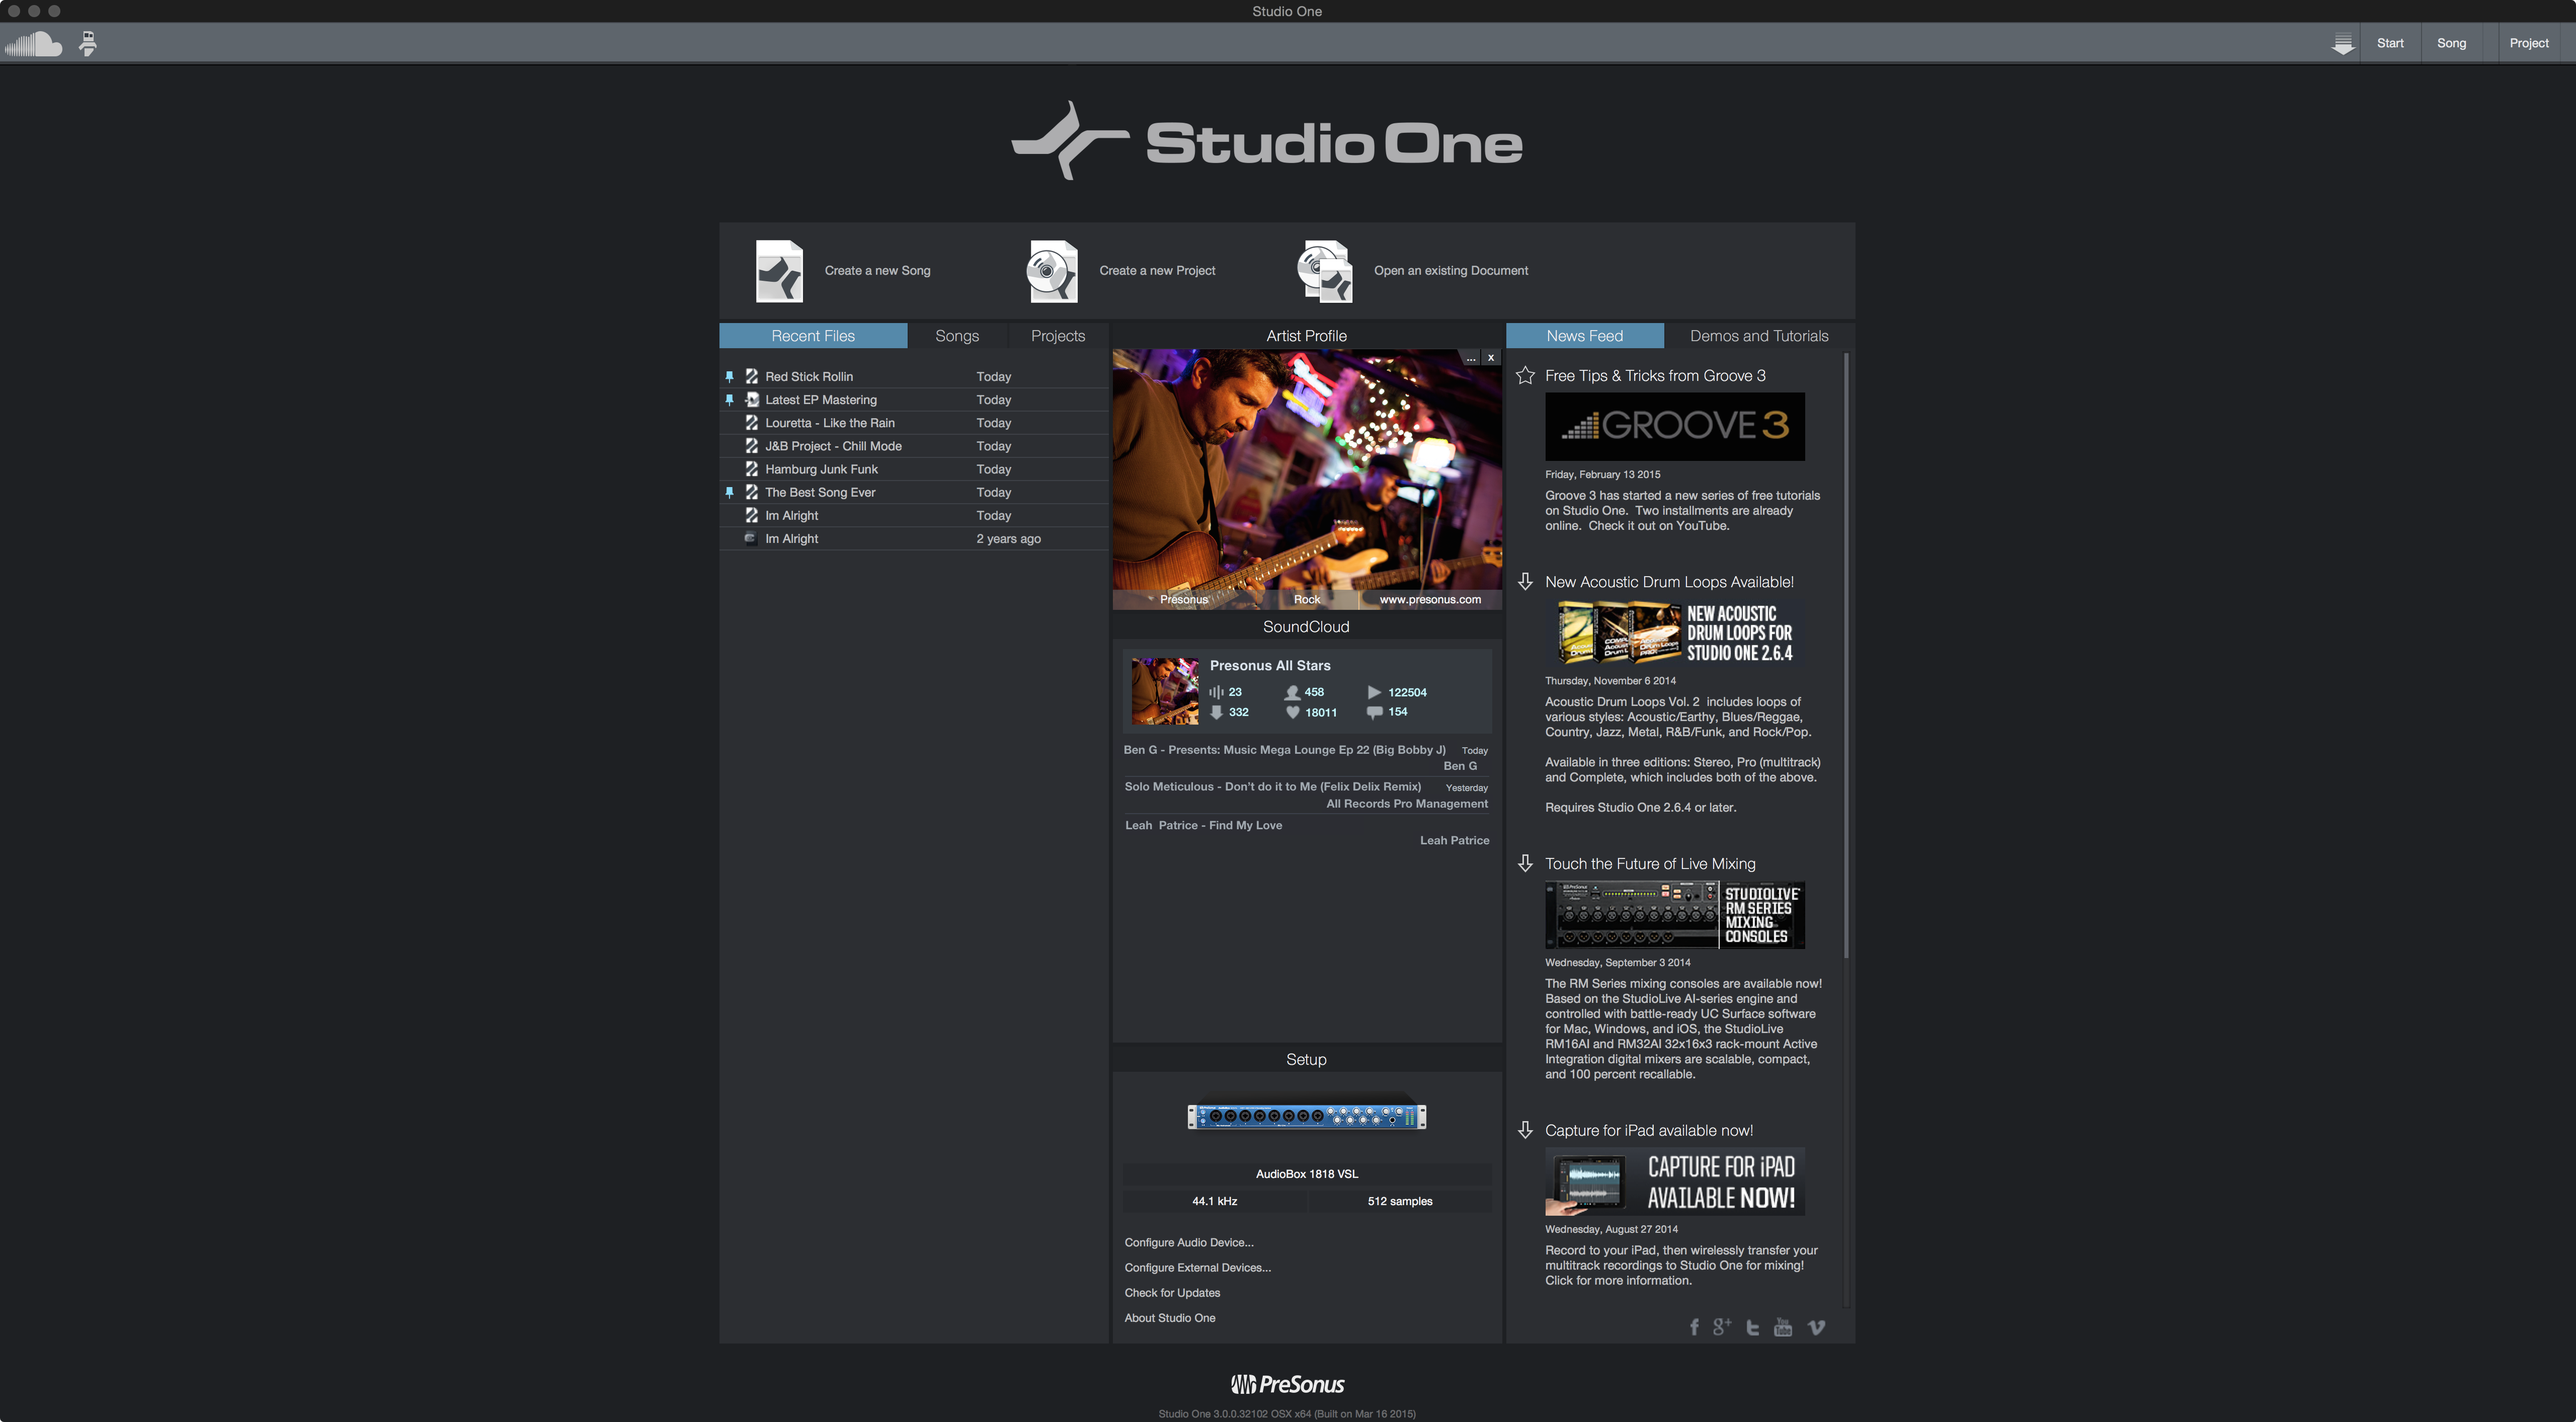 Studio One
Start
Song
Project
Studio One
Create a new Song
Create a new Project
Open an existing Document
Recent Files
Songs
Projects
Red Stick Rollin Today
Latest EP Mastering Today
Louretta - Like the Rain Today
J&B Project - Chill Mode Today
Hamburg Junk Funk Today
The Best Song Ever Today
Im Alright Today
Im Alright 2 years ago
Artist Profile
... x
Presonus
Rock
www.presonus.com
SoundCloud
Presonus All Stars
23 458 122504
332 18011 154
Ben G - Presents: Music Mega Lounge Ep 22 (Big Bobby J) Today
Ben G
Solo Meticulous - Don't do it to Me (Felix Delix Remix) Yesterday
All Records Pro Management
Leah Patrice - Find My Love
Leah Patrice
Setup
PreSonus
AudioBox 1818 VSL
44.1 kHz
512 samples
Configure Audio Device...
Configure External Devices...
Check for Updates
About Studio One
News Feed
Demos and Tutorials
Free Tips & Tricks from Groove 3
GROOVE 3
Friday, February 13 2015
Groove 3 has started a new series of free tutorials
on Studio One. Two installments are already
online. Check it out on YouTube.
New Acoustic Drum Loops Available!
NEW ACOUSTIC
DRUM LOOPS FOR
STUDIO ONE 2.6.4
Thursday, November 6 2014
Acoustic Drum Loops Vol. 2 includes loops of
various styles: Acoustic/Earthy, Blues/Reggae,
Country, Jazz, Metal, R&B/Funk, and Rock/Pop.
Available in three editions: Stereo, Pro (multitrack)
and Complete, which includes both of the above.
Requires Studio One 2.6.4 or later.
Touch the Future of Live Mixing
PreSonus
STUDIOLIVE
RM SERIES
MIXING
CONSOLES
Wednesday, September 3 2014
The RM Series mixing consoles are available now!
Based on the StudioLive AI-series engine and
controlled with battle-ready UC Surface software
for Mac, Windows, and iOS, the StudioLive
RM16AI and RM32AI 32x16x3 rack-mount Active
Integration digital mixers are scalable, compact,
and 100 percent recallable.
Capture for iPad available now!
CAPTURE FOR iPAD
AVAILABLE NOW!
Wednesday, August 27 2014
Record to your iPad, then wirelessly transfer your
multitrack recordings to Studio One for mixing!
Click for more information.
You
Tube
PreSonus
Studio One 3.0.0.32102 OSX x64 (Built on Mar 16 2015)